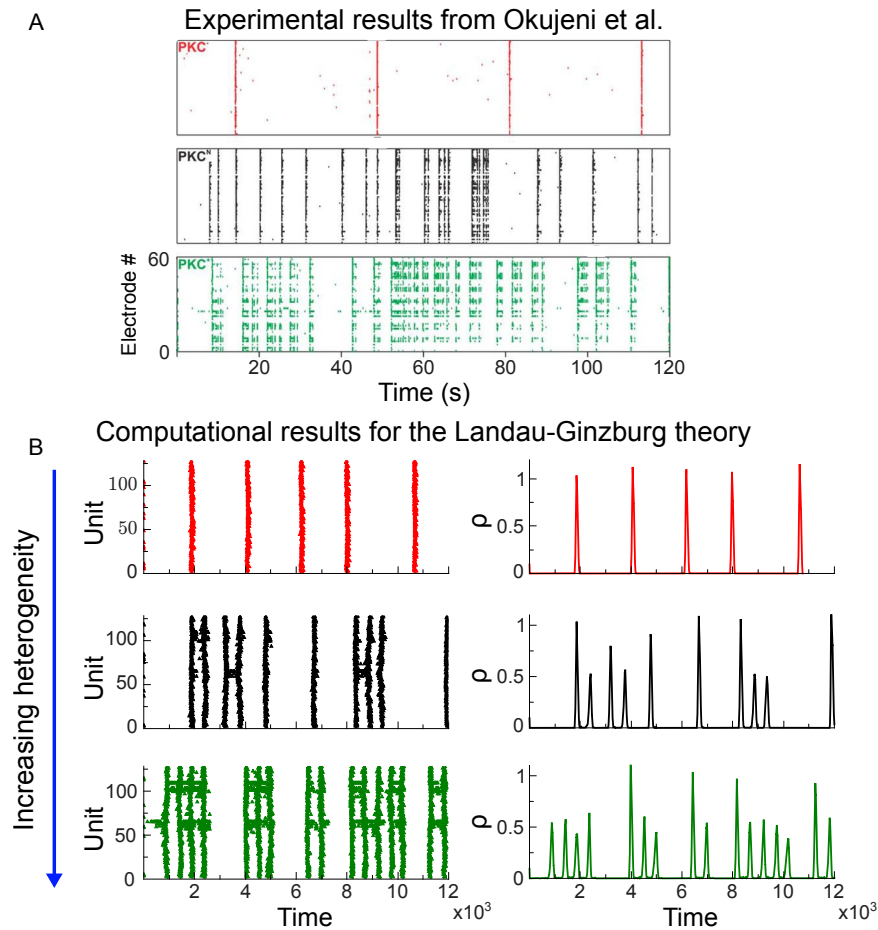 A
Experimental results from Okujeni et al.
PKC⁻
PKCᴺ
PKC⁺
Electrode #
60
0
20 40 60 80 100 120
Time (s)
B
Computational results for the Landau-Ginzburg theory
Increasing heterogeneity
Unit
100
50
0
ρ
1
0.5
0
Unit
100
50
0
ρ
1
0.5
0
Unit
100
50
0
2 4 6 8 10 12
Time
x10³
ρ
1
0.5
0
2 4 6 8 10 12
Time
x10³